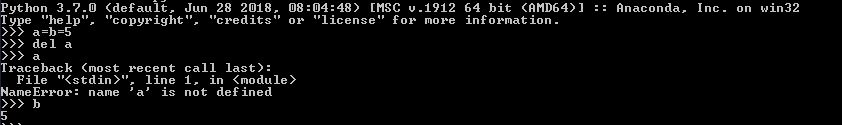 Python 3.7.0 (default, Jun 28 2018, 08:04:48) [MSC v.1912 64 bit (AMD64)] :: Anaconda, Inc. on win32
Type "help", "copyright", "credits" or "license" for more information.
>>> a=b=5
>>> del a
>>> a
Traceback (most recent call last):
  File "<stdin>", line 1, in <module>
NameError: name 'a' is not defined
>>> b
5
>>>